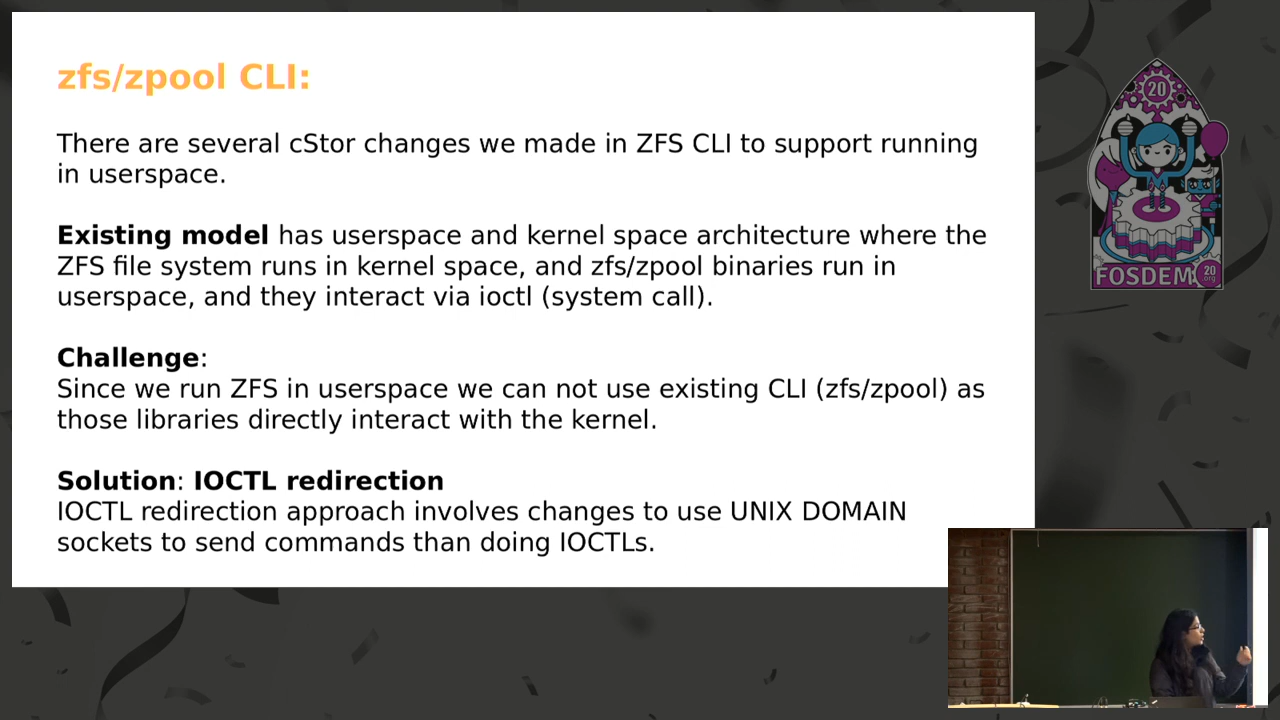 zfs/zpool CLI:
There are several cStor changes we made in ZFS CLI to support running
in userspace.
Existing model has userspace and kernel space architecture where the
ZFS file system runs in kernel space, and zfs/zpool binaries run in
userspace, and they interact via ioctl (system call).
Challenge:
Since we run ZFS in userspace we can not use existing CLI (zfs/zpool) as
those libraries directly interact with the kernel.
Solution: IOCTL redirection
IOCTL redirection approach involves changes to use UNIX DOMAIN
sockets to send commands than doing IOCTLs.
20
FOSDEM
20
.org